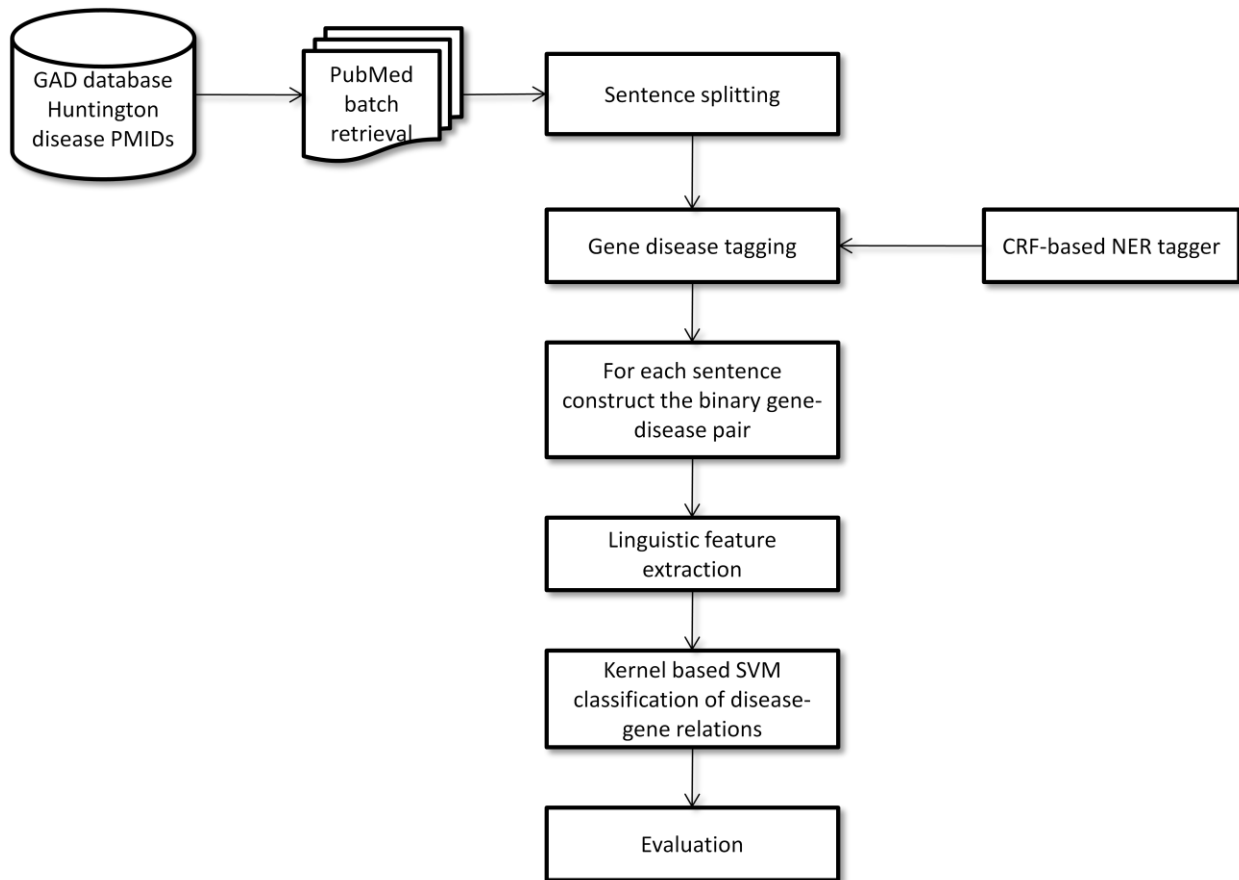 GAD database
Huntington
disease PMIDs
PubMed
batch
retrieval
Sentence splitting
Gene disease tagging
CRF-based NER tagger
For each sentence
construct the binary gene-
disease pair
Linguistic feature
extraction
Kernel based SVM
classification of disease-
gene relations
Evaluation